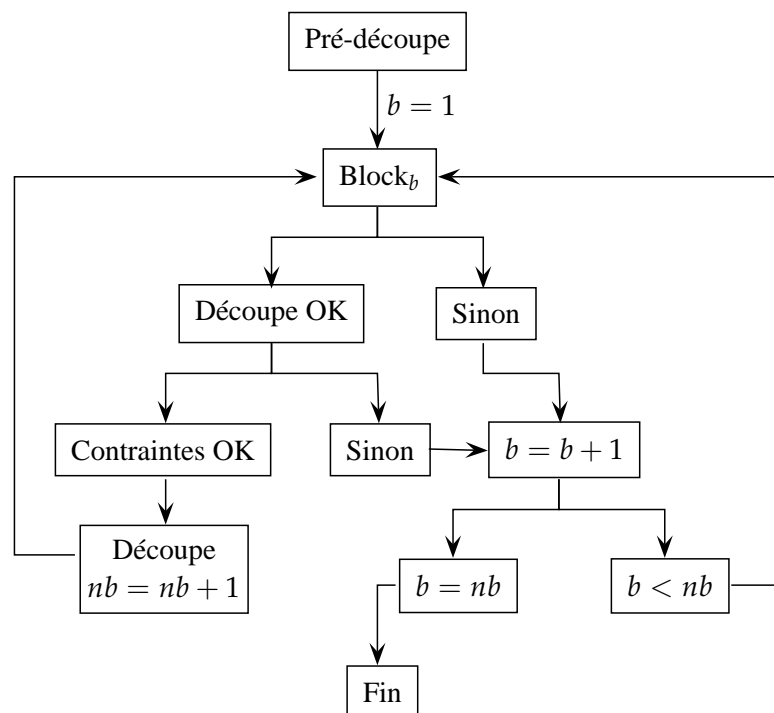 Pré-découpe
b = 1
Block_b
Découpe OK
Sinon
Contraintes OK
Sinon
b = b + 1
Découpe
nb = nb + 1
b = nb
b < nb
Fin